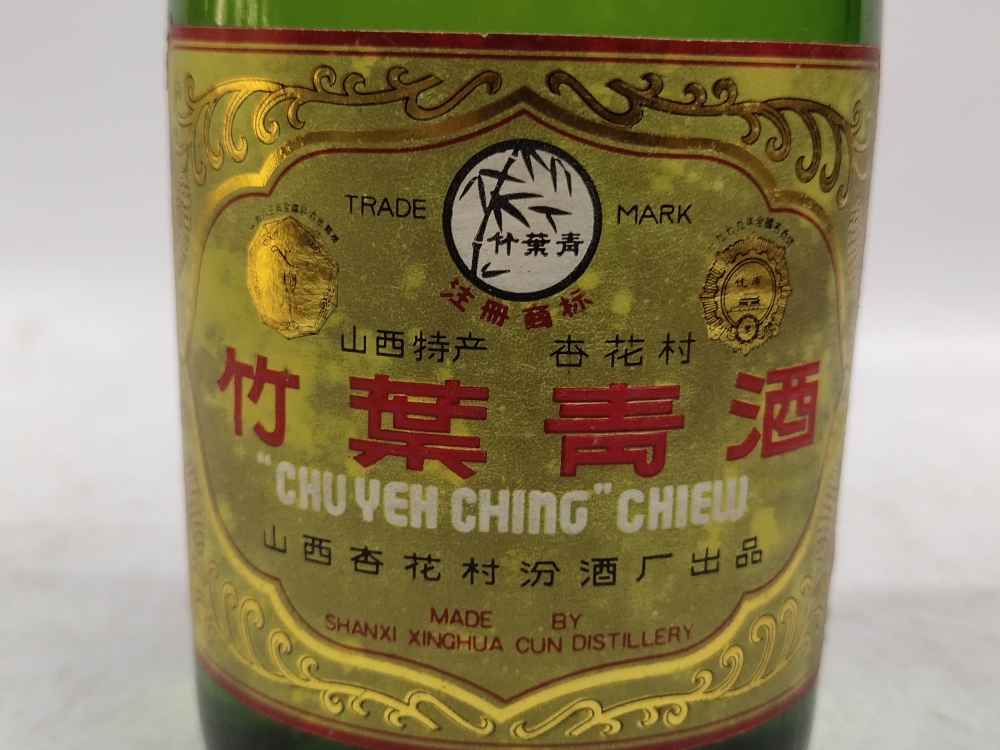 TRADE MARK
竹葉青
注册商标
山西特产 杏花村
竹葉青酒
"CHU YEH CHING" CHIEW
山西杏花村汾酒厂出品
MADE BY
SHANXI XINGHUA CUN DISTILLERY